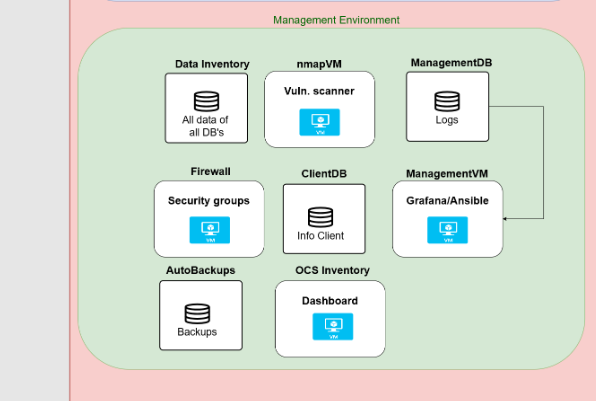 Management Environment
Data Inventory
All data of
all DB's
nmapVM
Vuln. scanner
VM
ManagementDB
Logs
Firewall
Security groups
VM
ClientDB
Info Client
ManagementVM
Grafana/Ansible
VM
AutoBackups
Backups
OCS Inventory
Dashboard
VM